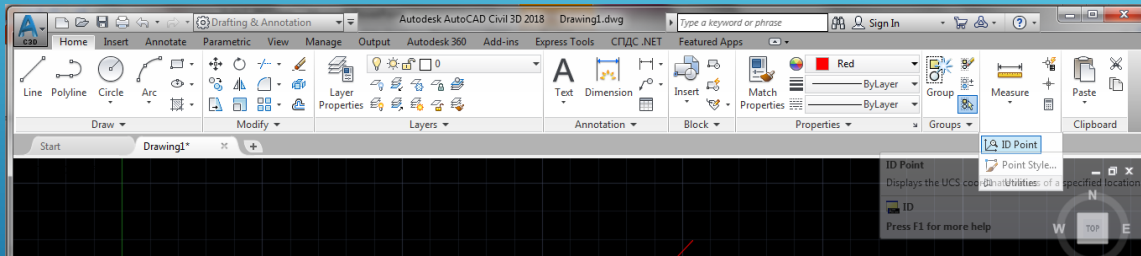 Drafting & Annotation
Autodesk AutoCAD Civil 3D 2018 Drawing1.dwg
Type a keyword or phrase
Sign In
C3D
Home Insert Annotate Parametric View Manage Output Autodesk 360 Add-ins Express Tools СПДС .NET Featured Apps
0
Red
ByLayer
ByLayer
Line Polyline Circle Arc
Layer Properties
Text Dimension
Insert
Match Properties
Group
Measure
Paste
Draw Modify Layers Annotation Block Properties Groups Clipboard
Start Drawing1*
ID Point
Point Style...
Utilities
ID Point
Displays the UCS coordinate values of a specified location
ID
Press F1 for more help
N
W TOP E